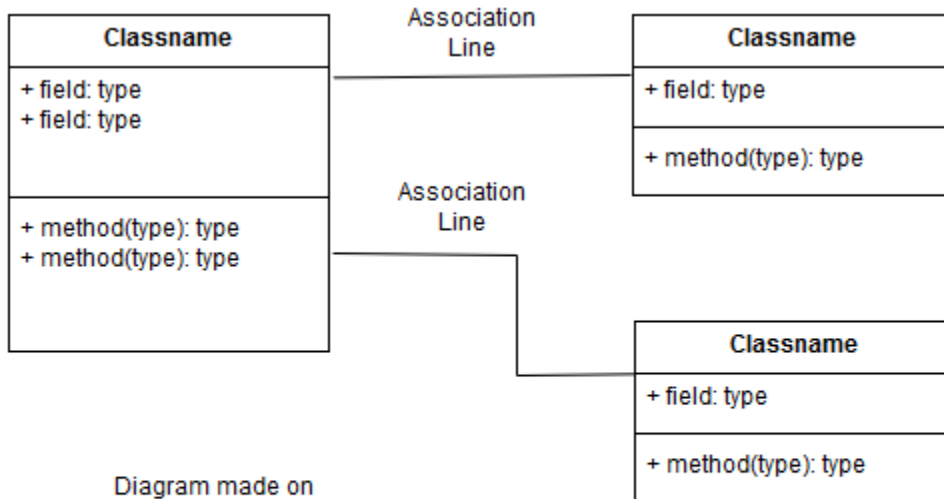 Classname
+ field: type
+ field: type
+ method(type): type
+ method(type): type
Association
Line
Classname
+ field: type
+ method(type): type
Association
Line
Classname
+ field: type
+ method(type): type
Diagram made on